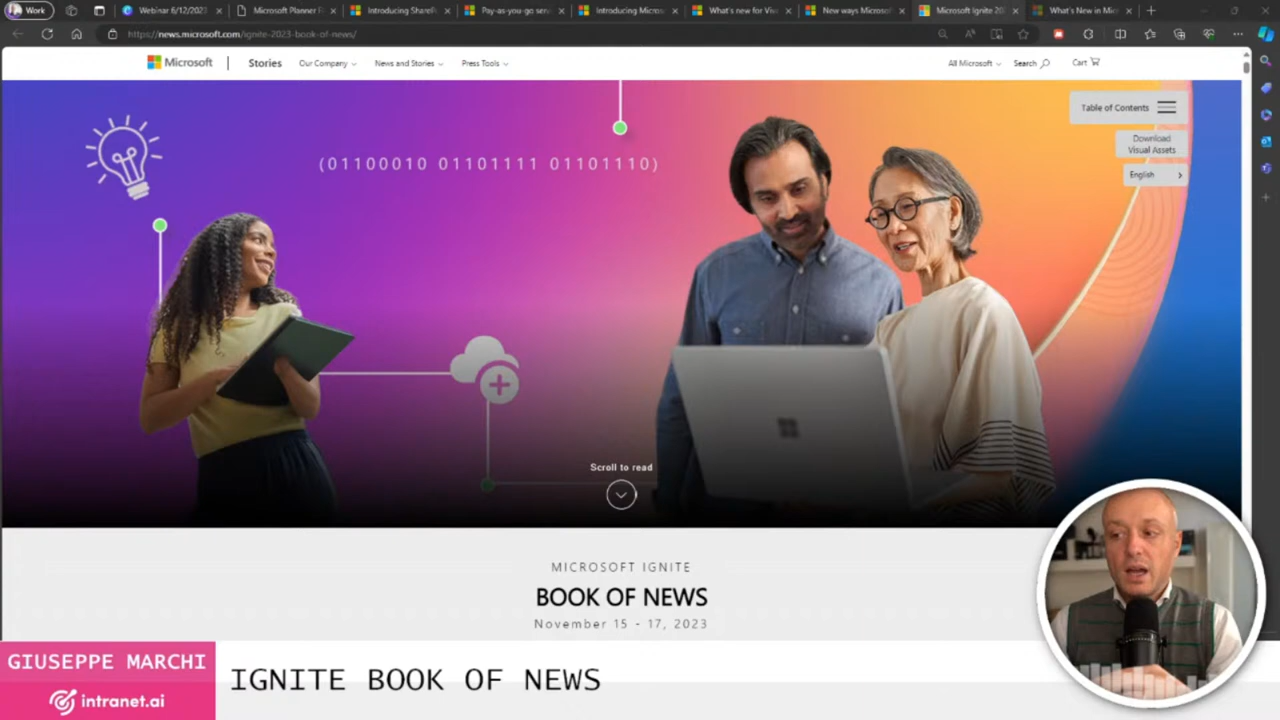 Work
Webinar 6/12/2023
Microsoft Planner P
Introducing ShareP
Pay-as-you-go serv
Introducing Micros
What's new for Viv
New ways Microsof
Microsoft Ignite 20
What's New in Micr
https://news.microsoft.com/ignite-2023-book-of-news/
Microsoft
Stories
Our Company
News and Stories
Press Tools
All Microsoft
Search
Cart
Table of Contents
Download
Visual Assets
English
(01100010 01101111 01101110)
Scroll to read
MICROSOFT IGNITE
BOOK OF NEWS
November 15 - 17, 2023
GIUSEPPE MARCHI
intranet.ai
IGNITE BOOK OF NEWS